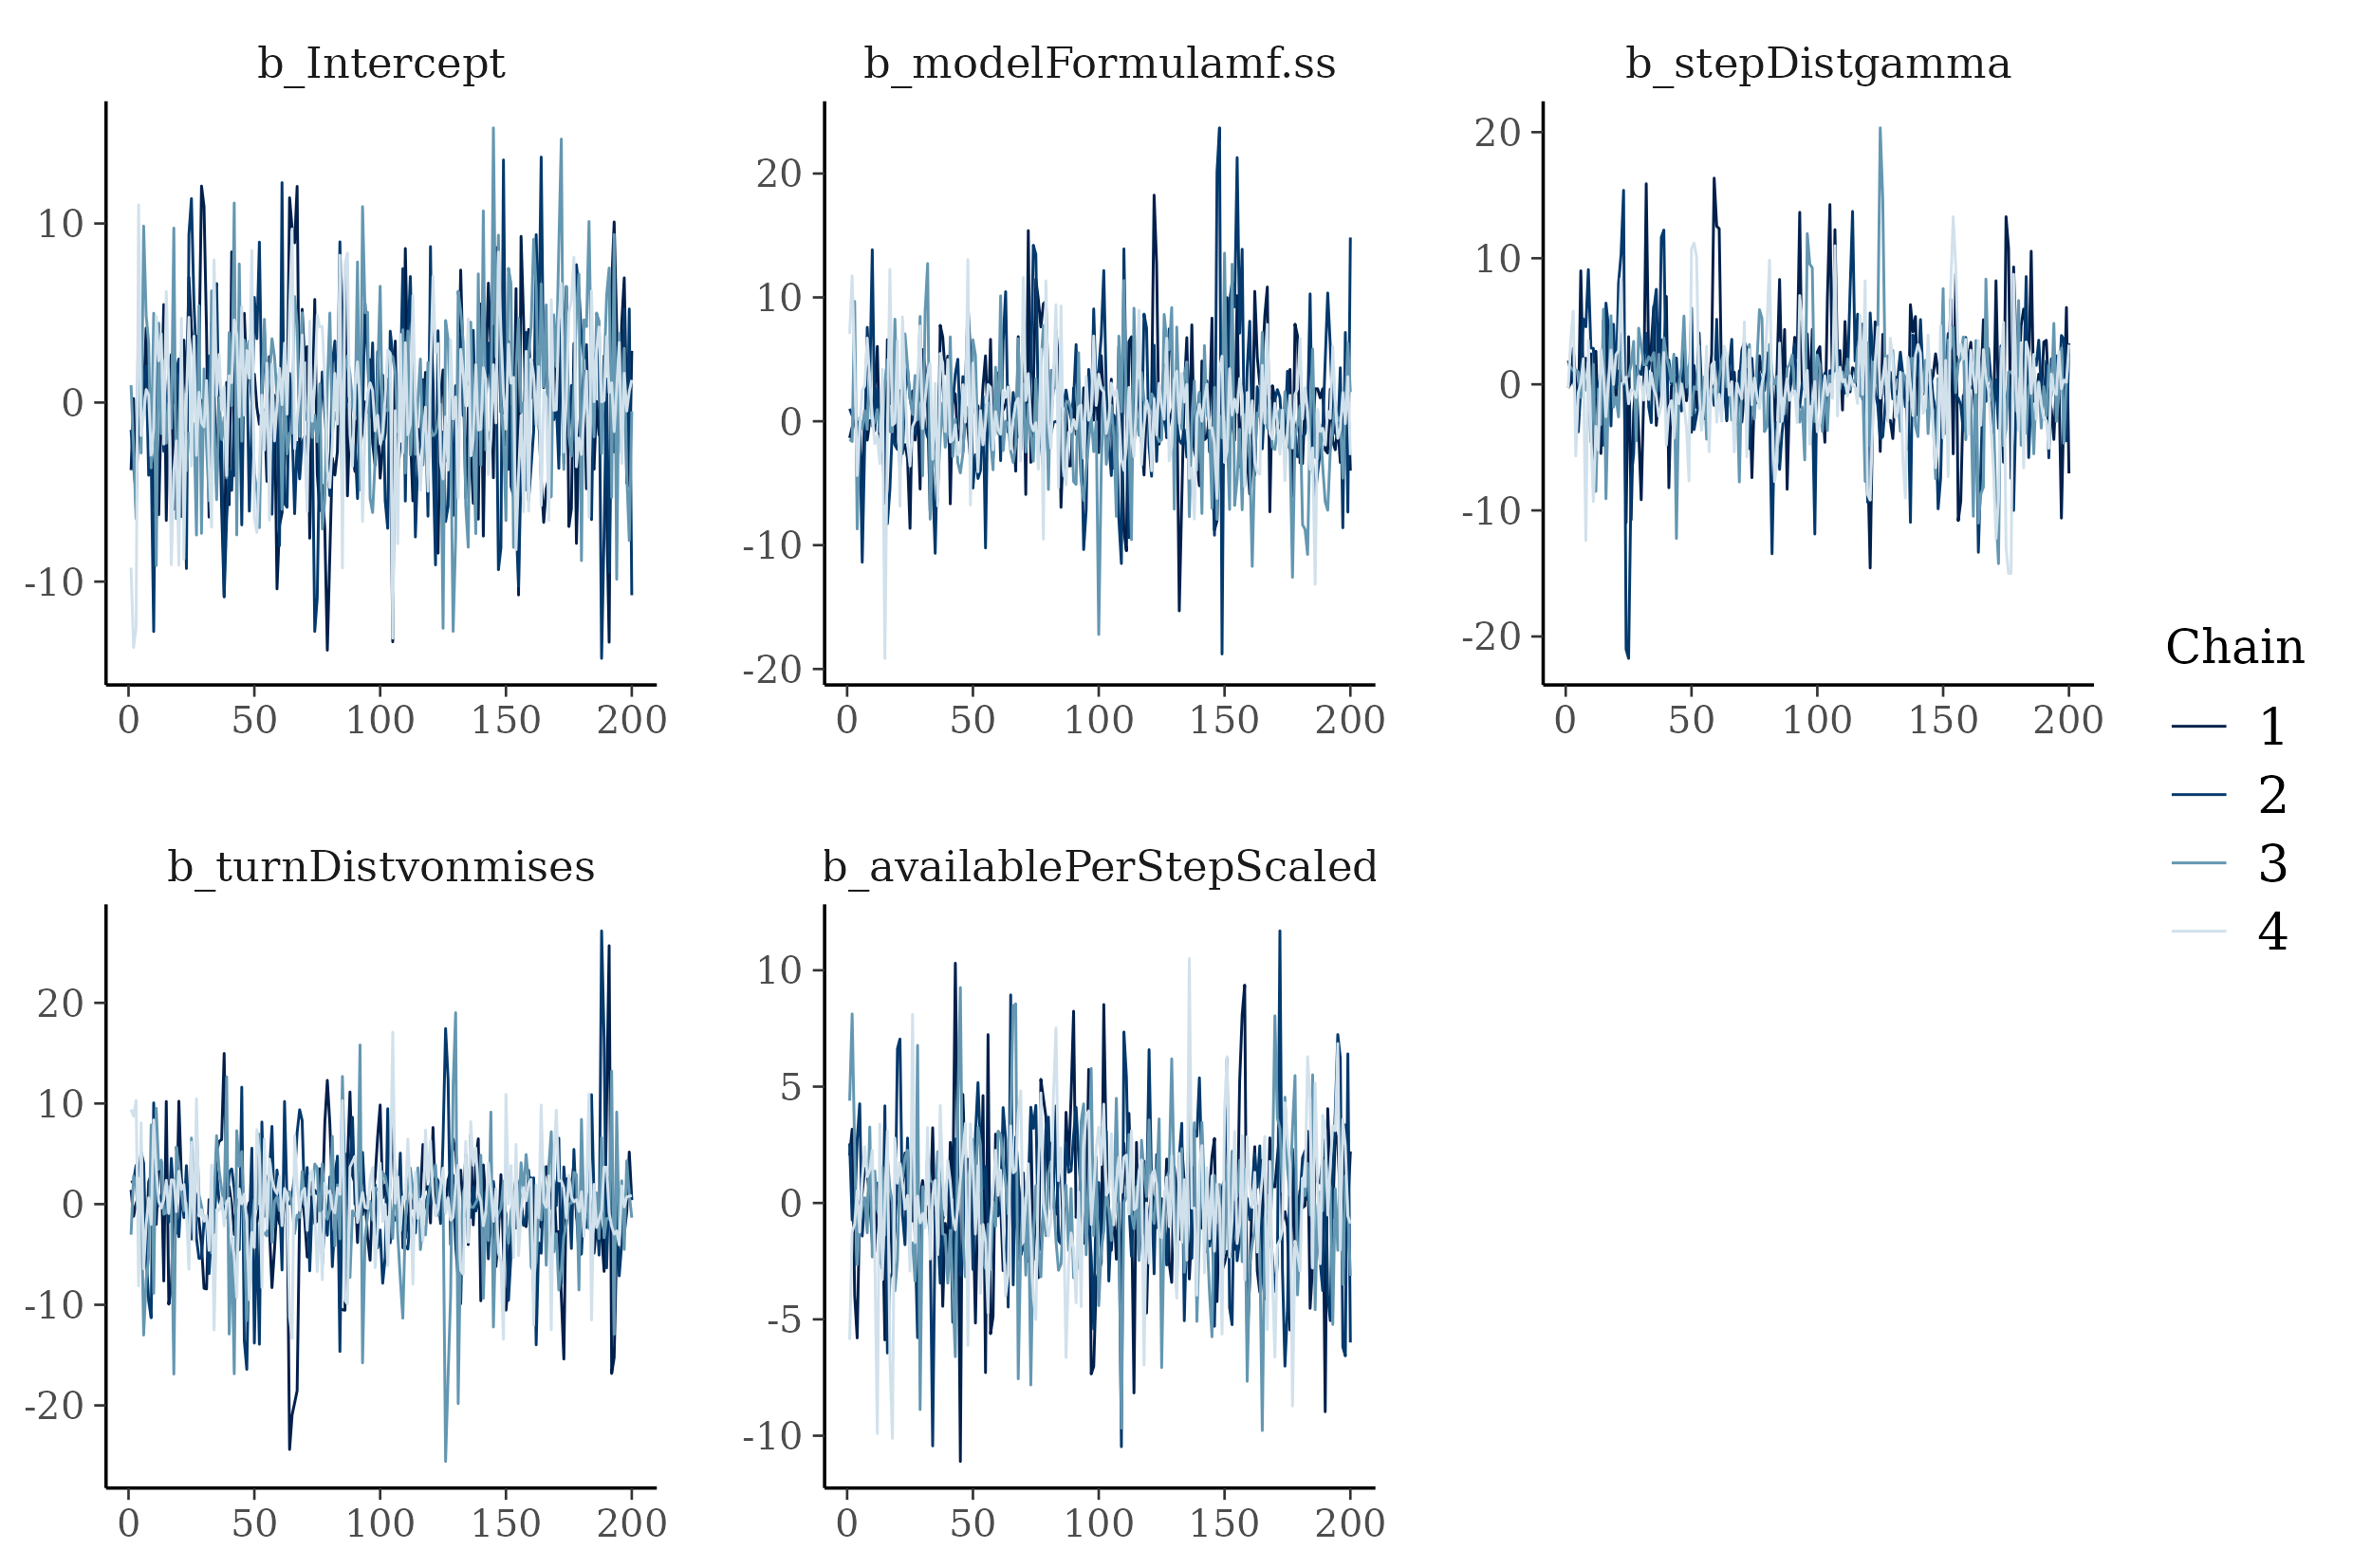 b_Intercept
10
0
-10
0 50 100 150 200
b_modelFormulamf.ss
20
10
0
-10
-20
0 50 100 150 200
b_stepDistgamma
20
10
0
-10
-20
0 50 100 150 200
b_turnDistvonmises
20
10
0
-10
-20
0 50 100 150 200
b_availablePerStepScaled
10
5
0
-5
-10
0 50 100 150 200
Chain
1
2
3
4